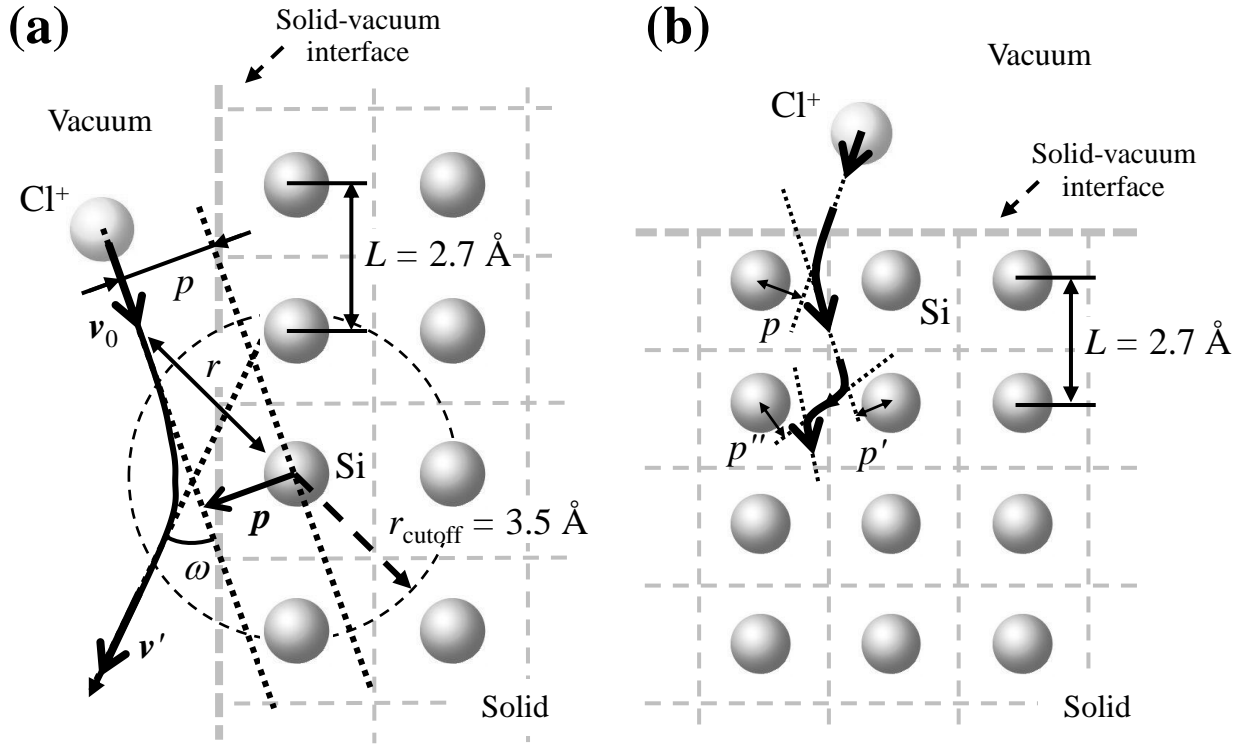 (a)
Solid-vacuum
interface
Vacuum
Cl⁺
p
v₀
r
L = 2.7 Å
Si
p
r_cutoff = 3.5 Å
ω
v'
Solid
(b)
Vacuum
Cl⁺
Solid-vacuum
interface
Si
p
L = 2.7 Å
p''
p'
Solid